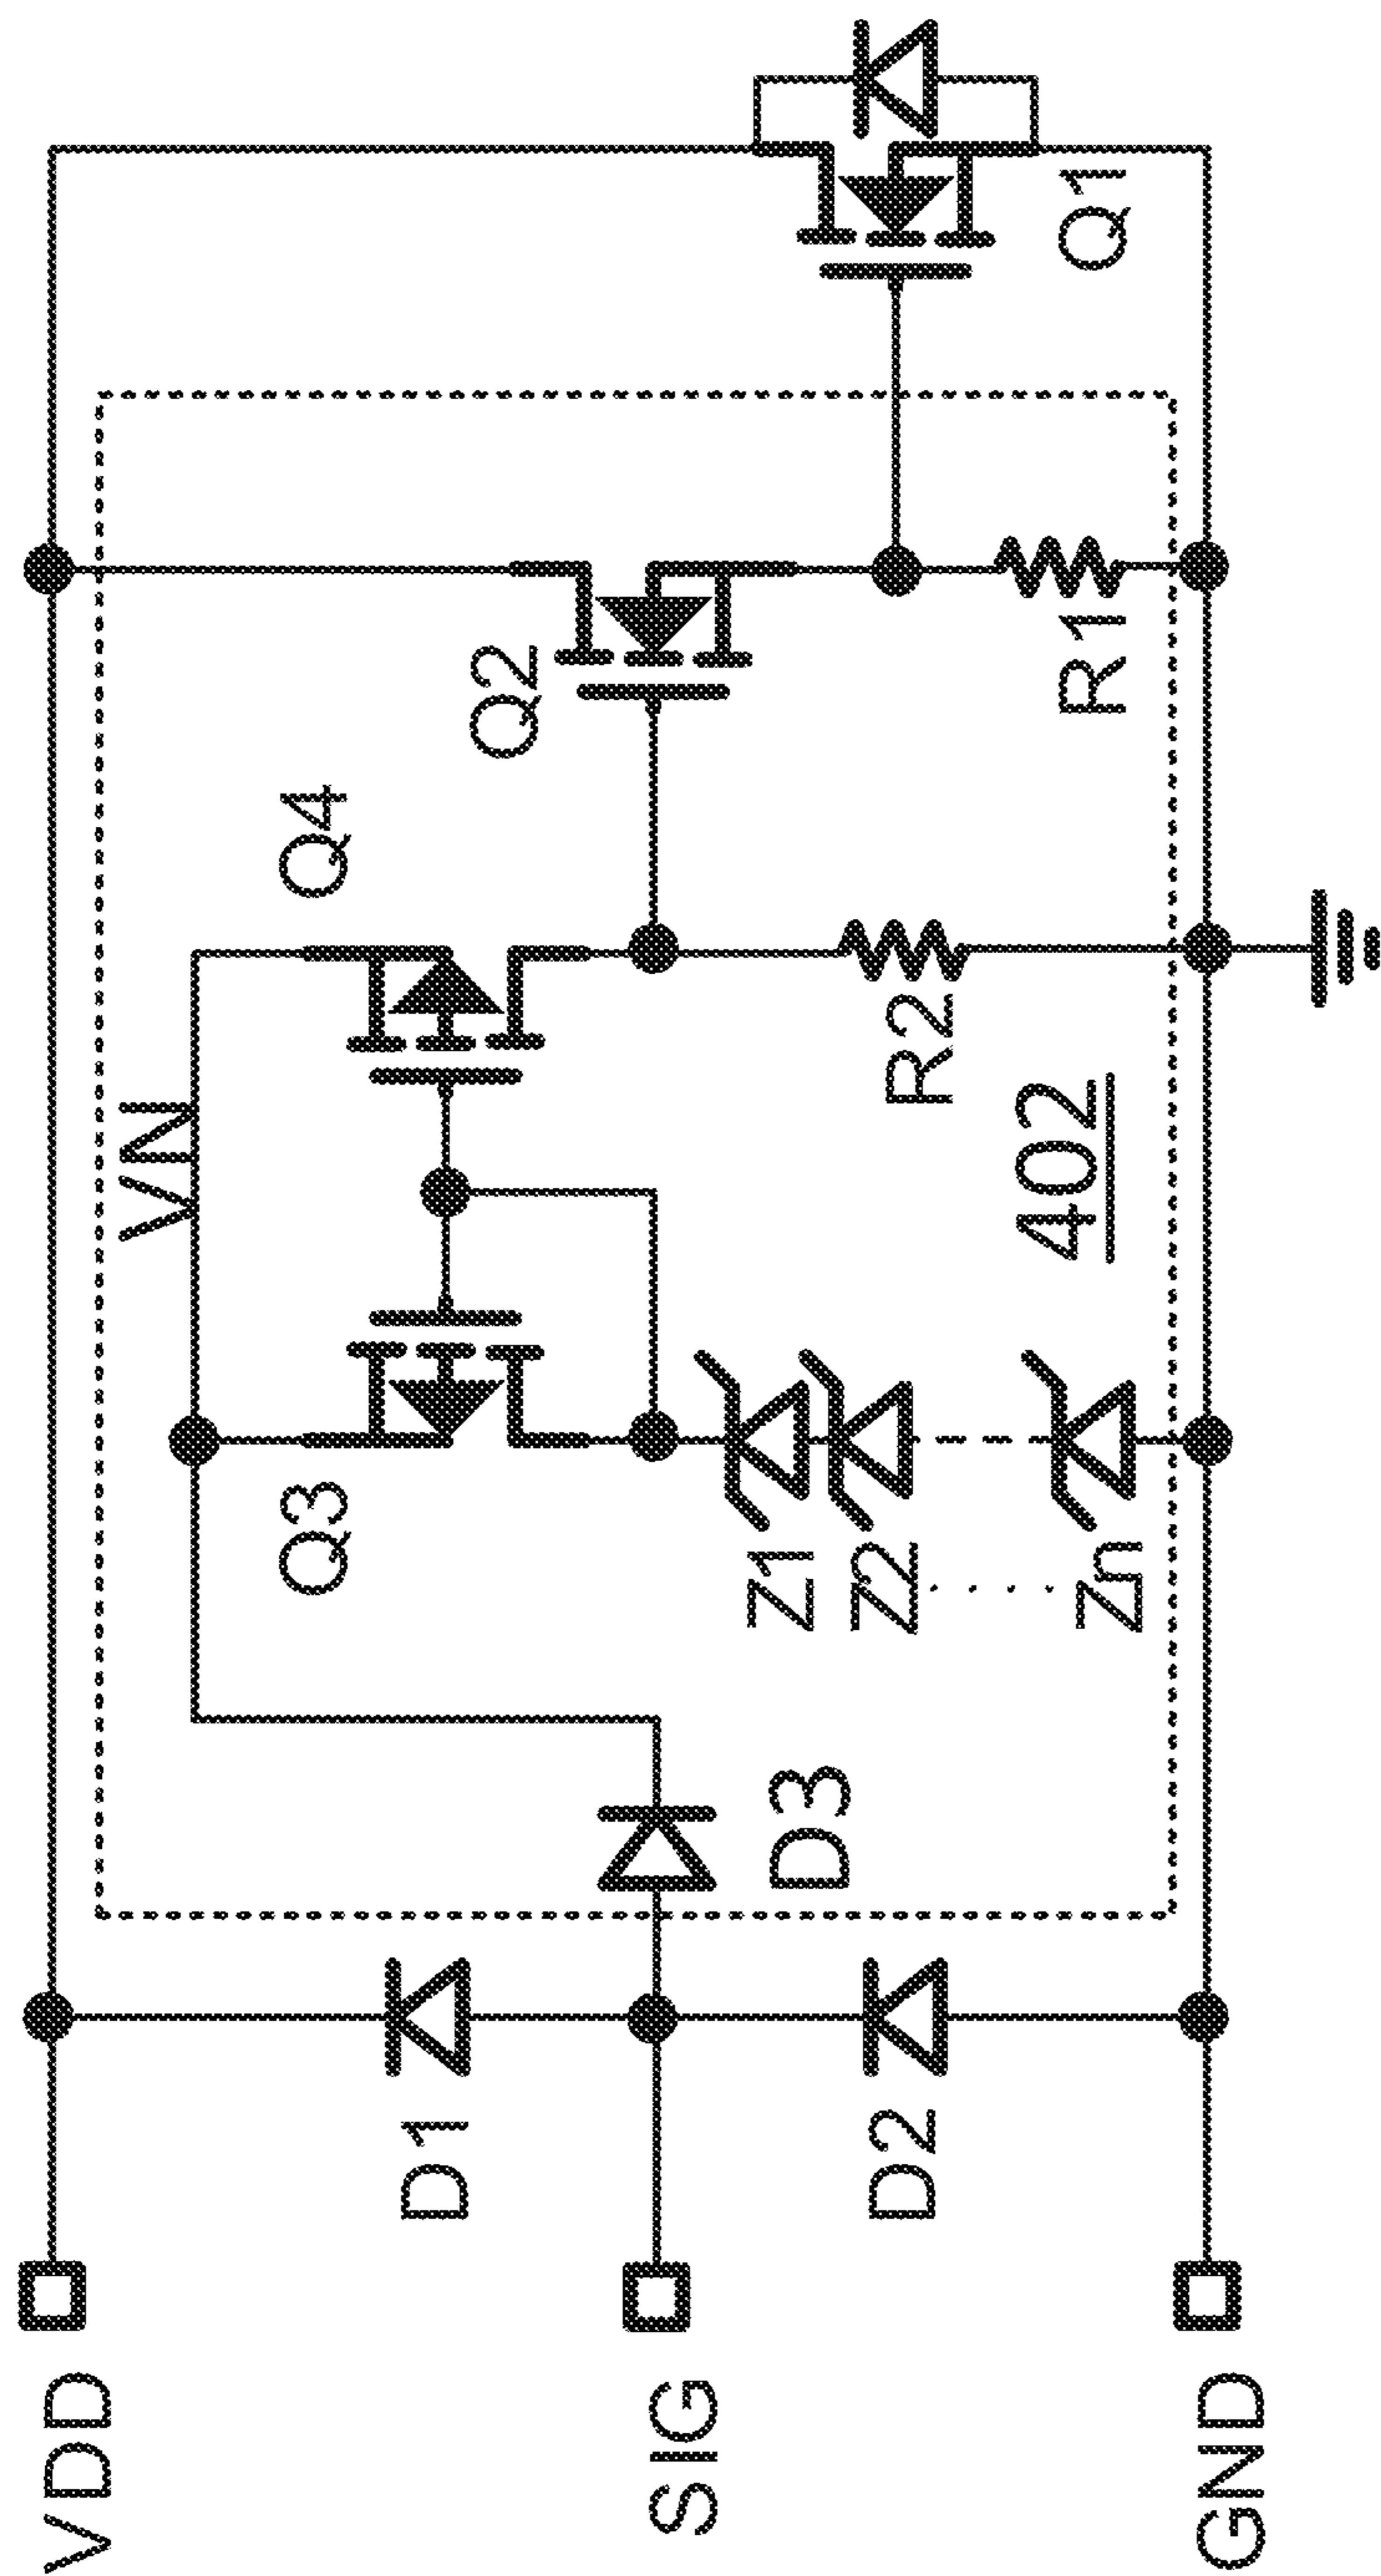 VDD
SIG
GND
D1
D2
D3
VN
Q3
Q4
Q2
Q1
Z1
Z2
Zn
R2
R1
402